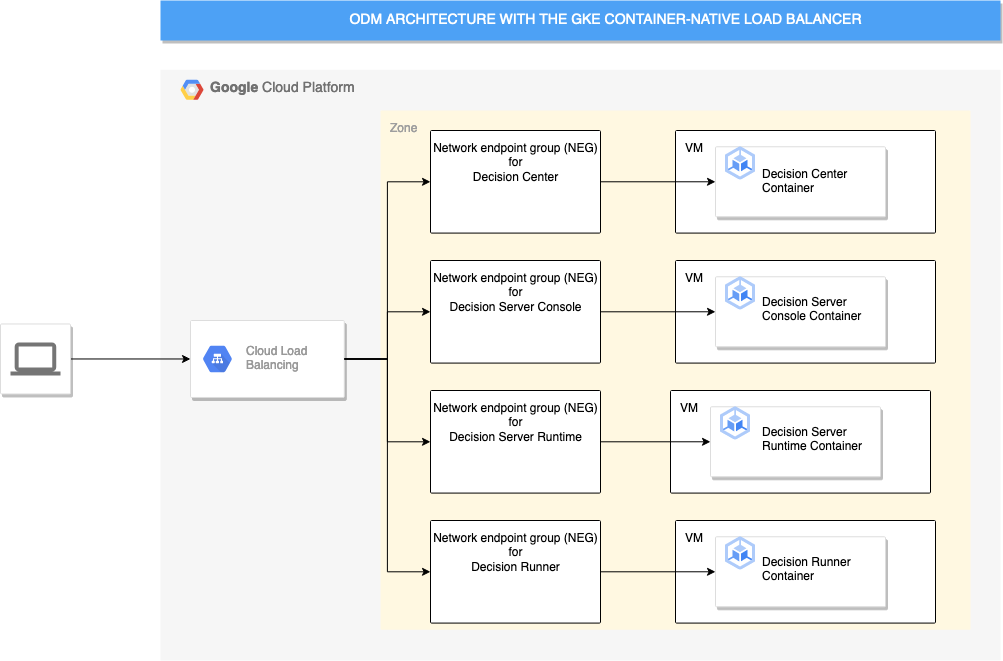 ODM ARCHITECTURE WITH THE GKE CONTAINER-NATIVE LOAD BALANCER
Google Cloud Platform
Zone
Network endpoint group (NEG)
for
Decision Center
VM
Decision Center
Container
Network endpoint group (NEG)
for
Decision Server Console
VM
Decision Server
Console Container
Cloud Load
Balancing
Network endpoint group (NEG)
for
Decision Server Runtime
VM
Decision Server
Runtime Container
Network endpoint group (NEG)
for
Decision Runner
VM
Decision Runner
Container